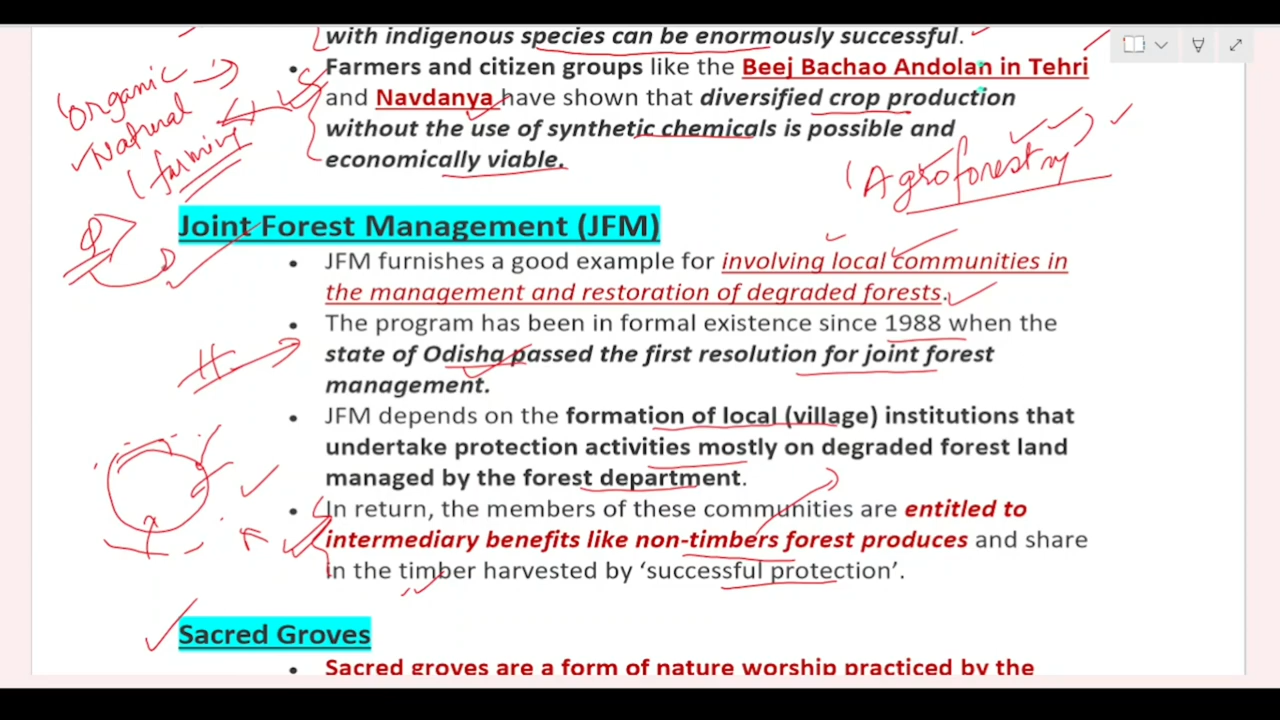 with indigenous species can be enormously successful.
• Farmers and citizen groups like the Beej Bachao Andolan in Tehri
and Navdanya have shown that diversified crop production
without the use of synthetic chemicals is possible and
economically viable.
(organic
Natural
(farming
(Agroforestry)
Q
Joint Forest Management (JFM)
• JFM furnishes a good example for involving local communities in
the management and restoration of degraded forests.
• The program has been in formal existence since 1988 when the
state of Odisha passed the first resolution for joint forest
management.
• JFM depends on the formation of local (village) institutions that
undertake protection activities mostly on degraded forest land
managed by the forest department.
• In return, the members of these communities are entitled to
intermediary benefits like non-timbers forest produces and share
in the timber harvested by ‘successful protection’.
Sacred Groves
• Sacred groves are a form of nature worship practiced by the